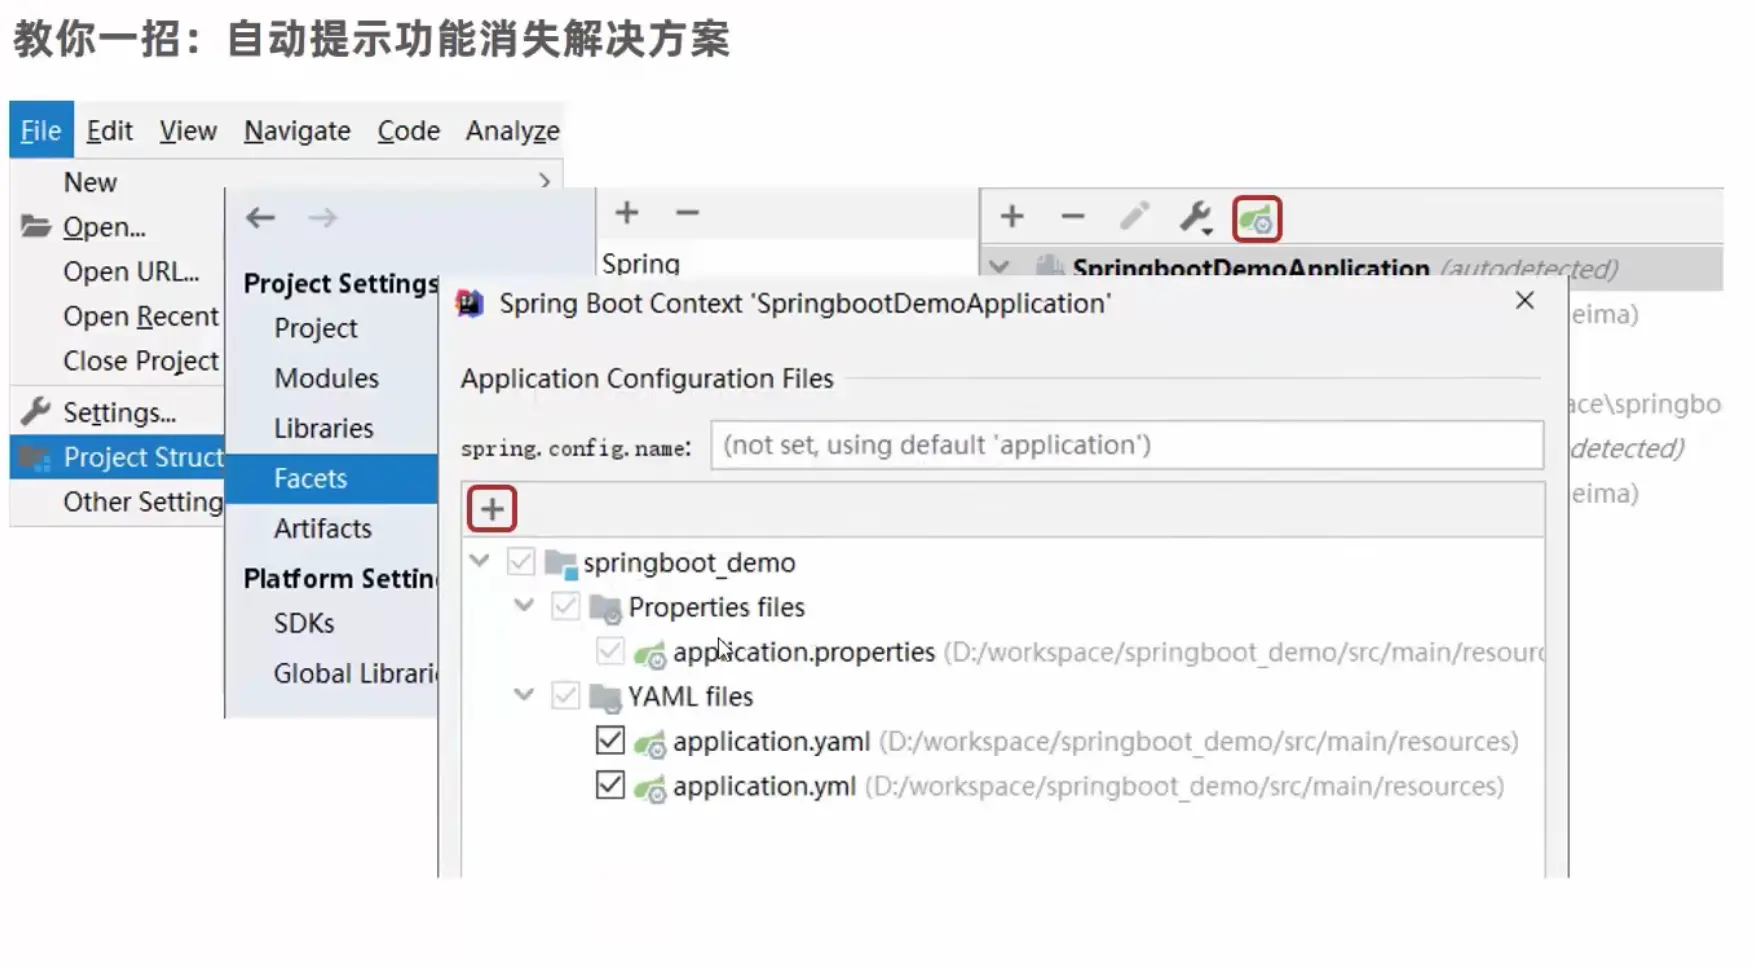 教你一招：自动提示功能消失解决方案
File Edit View Navigate Code Analyze
New
Open...
Open URL...
Open Recent
Close Project
Settings...
Project Struct
Other Setting
Project Settings
Project
Modules
Libraries
Facets
Artifacts
Platform Settin
SDKs
Global Librari
Spring
SpringbootDemoApplication (autodetected)
eima)
ace\springbo
detected)
eima)
Spring Boot Context 'SpringbootDemoApplication'
Application Configuration Files
spring.config.name: (not set, using default 'application')
springboot_demo
Properties files
application.properties (D:/workspace/springboot_demo/src/main/resourc
YAML files
application.yaml (D:/workspace/springboot_demo/src/main/resources)
application.yml (D:/workspace/springboot_demo/src/main/resources)